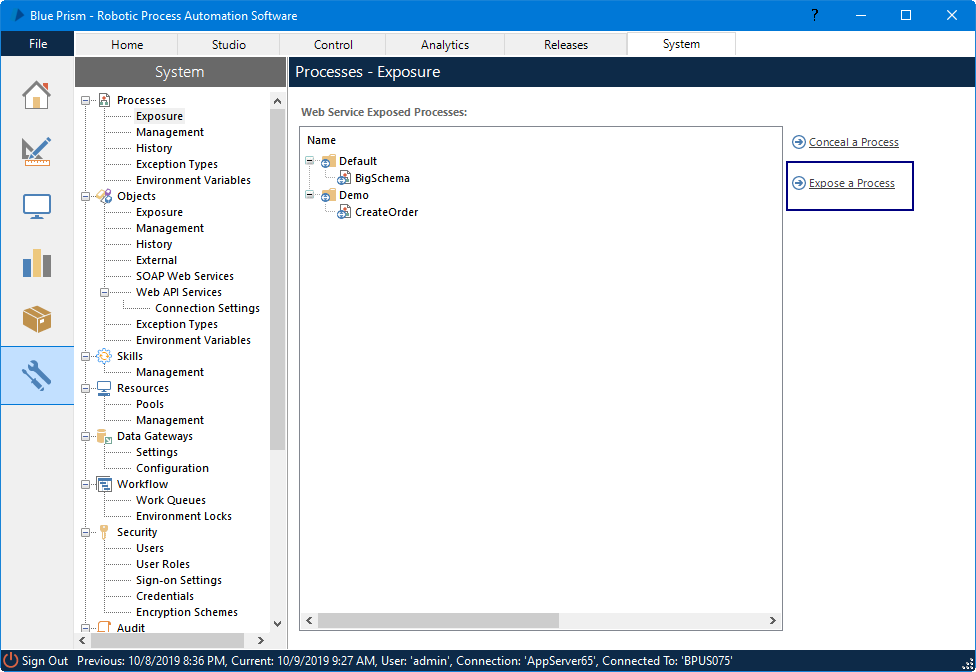 Blue Prism - Robotic Process Automation Software
?
File
Home
Studio
Control
Analytics
Releases
System
System
Processes
Exposure
Management
History
Exception Types
Environment Variables
Objects
Exposure
Management
History
External
SOAP Web Services
Web API Services
Connection Settings
Exception Types
Environment Variables
Skills
Management
Resources
Pools
Management
Data Gateways
Settings
Configuration
Workflow
Work Queues
Environment Locks
Security
Users
User Roles
Sign-on Settings
Credentials
Encryption Schemes
Audit
Processes - Exposure
Web Service Exposed Processes:
Name
Default
BigSchema
Demo
CreateOrder
Conceal a Process
Expose a Process
Sign Out Previous: 10/8/2019 8:36 PM, Current: 10/9/2019 9:27 AM, User: 'admin', Connection: 'AppServer65', Connected To: 'BPUS075'